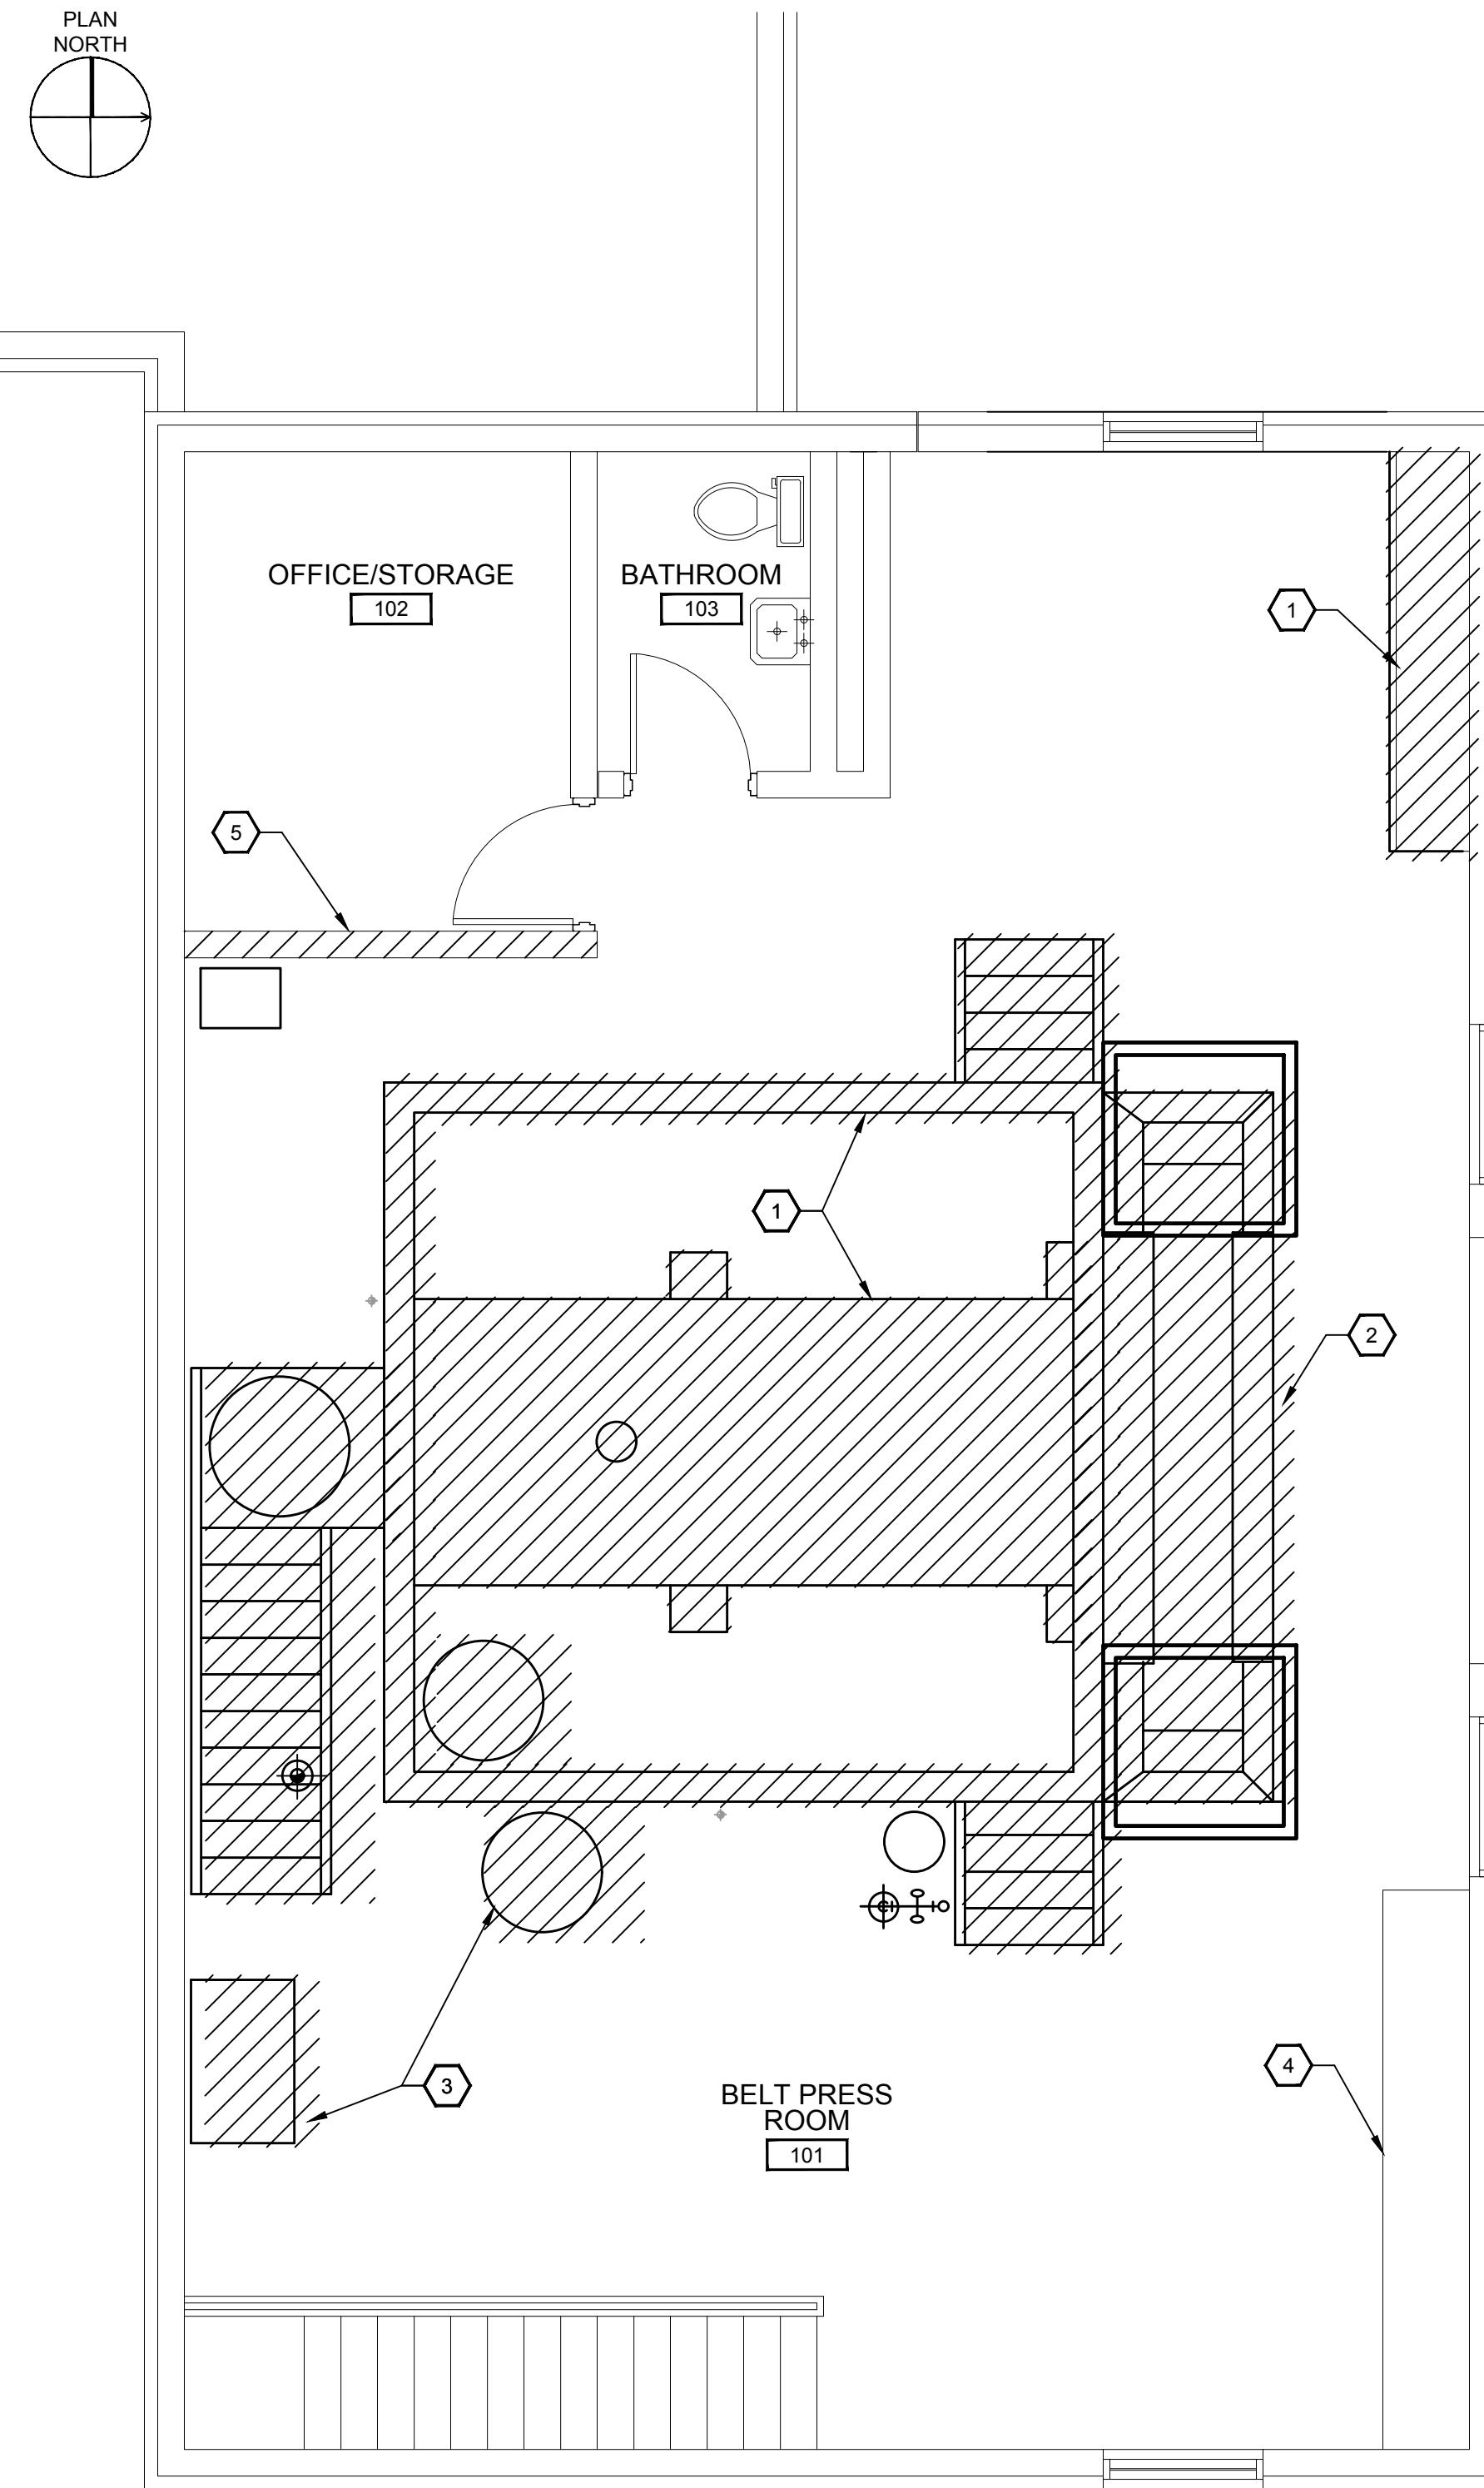 PLAN
NORTH
OFFICE/STORAGE
102
BATHROOM
103
1
5
1
2
3
BELT PRESS
ROOM
101
4